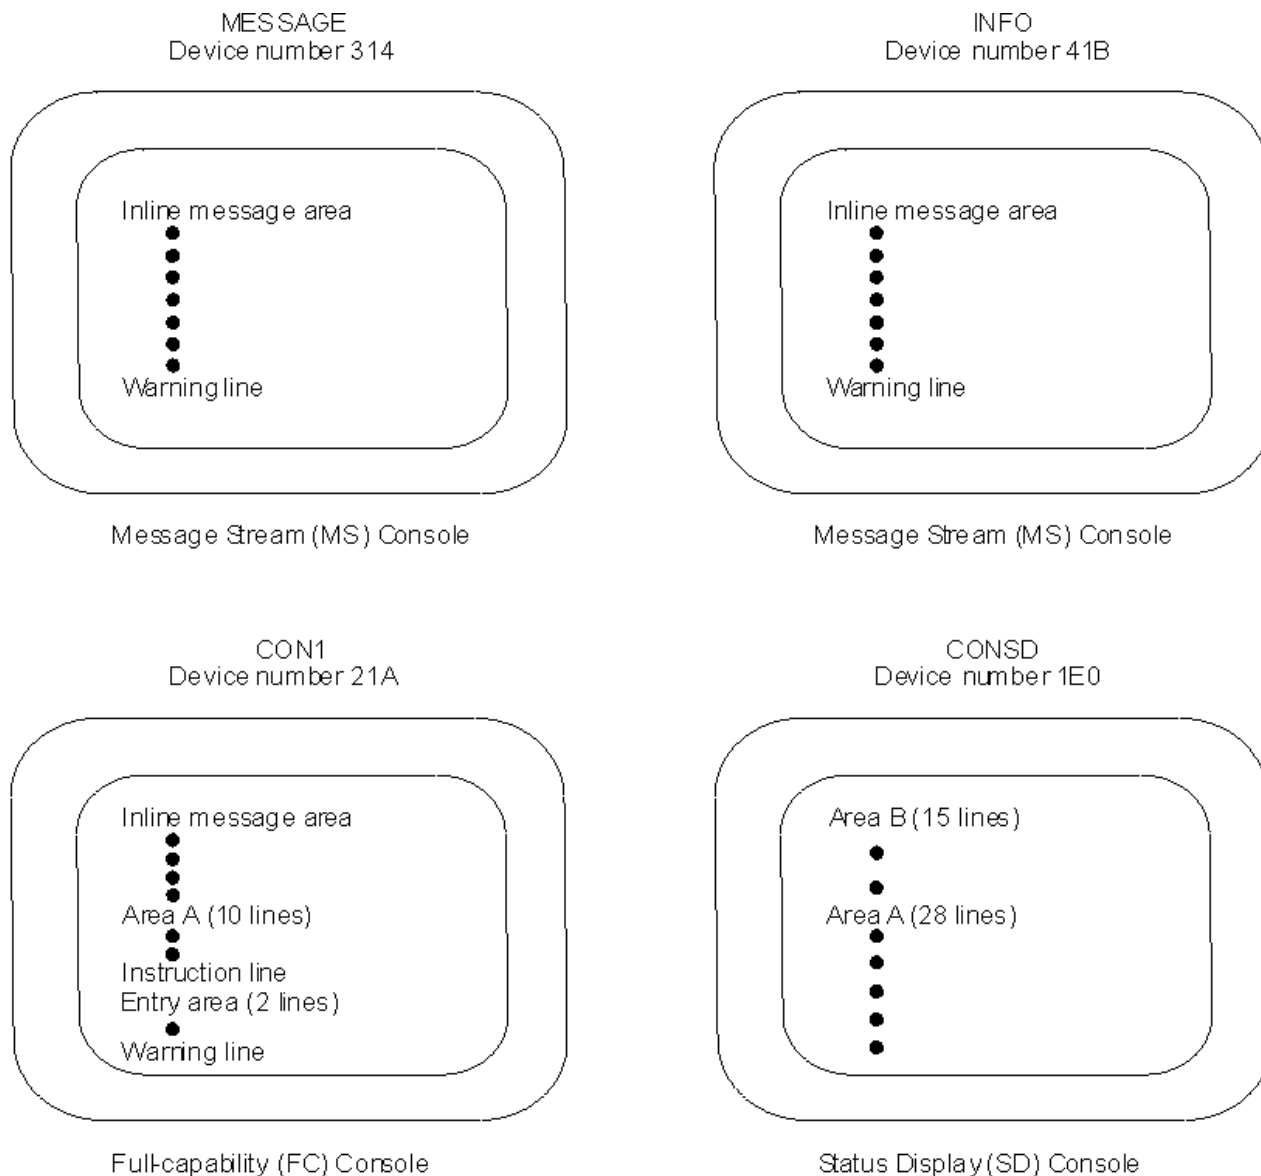 MESSAGE
Device number 314
Inline message area
Warning line
Message Stream (MS) Console
INFO
Device number 41B
Inline message area
Warning line
Message Stream (MS) Console
CON1
Device number 21A
Inline message area
Area A (10 lines)
Instruction line
Entry area (2 lines)
Warning line
Full-capability (FC) Console
CONSD
Device number 1E0
Area B (15 lines)
Area A (28 lines)
Status Display (SD) Console